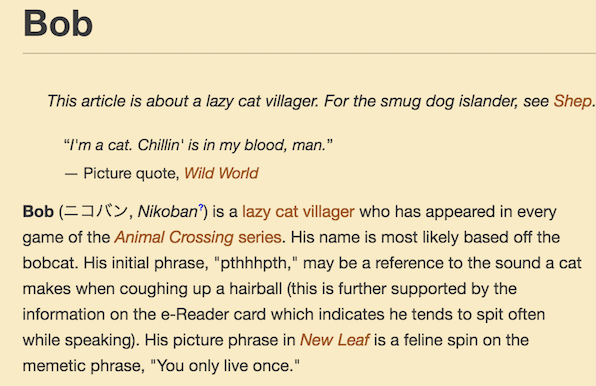 Bob
This article is about a lazy cat villager. For the smug dog islander, see Shep.
“I'm a cat. Chillin' is in my blood, man.”
— Picture quote, Wild World
Bob (ニコバン, Nikoban?) is a lazy cat villager who has appeared in every
game of the Animal Crossing series. His name is most likely based off the
bobcat. His initial phrase, "pthhhpth," may be a reference to the sound a cat
makes when coughing up a hairball (this is further supported by the
information on the e-Reader card which indicates he tends to spit often
while speaking). His picture phrase in New Leaf is a feline spin on the
memetic phrase, "You only live once."